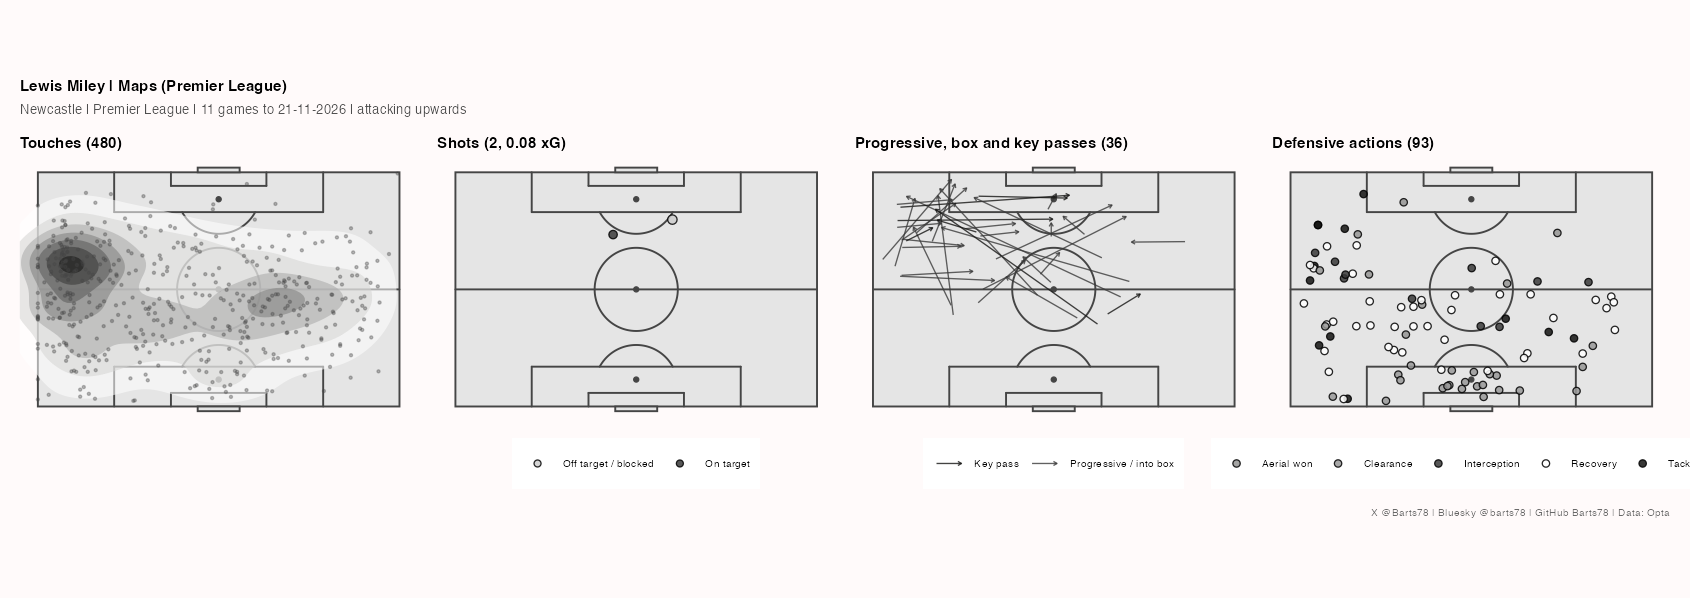 Lewis Miley | Maps (Premier League)
Newcastle | Premier League | 11 games to 21-11-2026 | attacking upwards
Touches (480)
Shots (2, 0.08 xG)
Progressive, box and key passes (36)
Defensive actions (93)
Off target / blocked
On target
Key pass
Progressive / into box
Aerial won
Clearance
Interception
Recovery
Tack
X @Barts78 | Bluesky @barts78 | GitHub Barts78 | Data: Opta